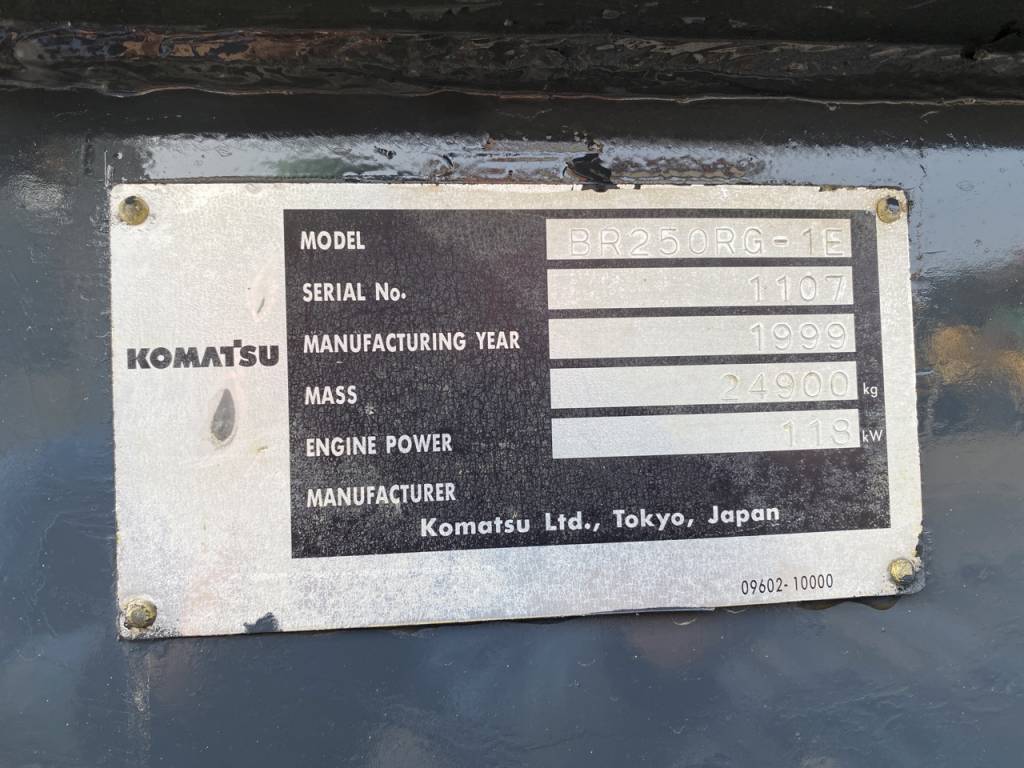 KOMATSU
MODEL BR250RG-1E
SERIAL No. 1107
MANUFACTURING YEAR 1999
MASS 24900 kg
ENGINE POWER 118 kW
MANUFACTURER
Komatsu Ltd., Tokyo, Japan
09602-10000